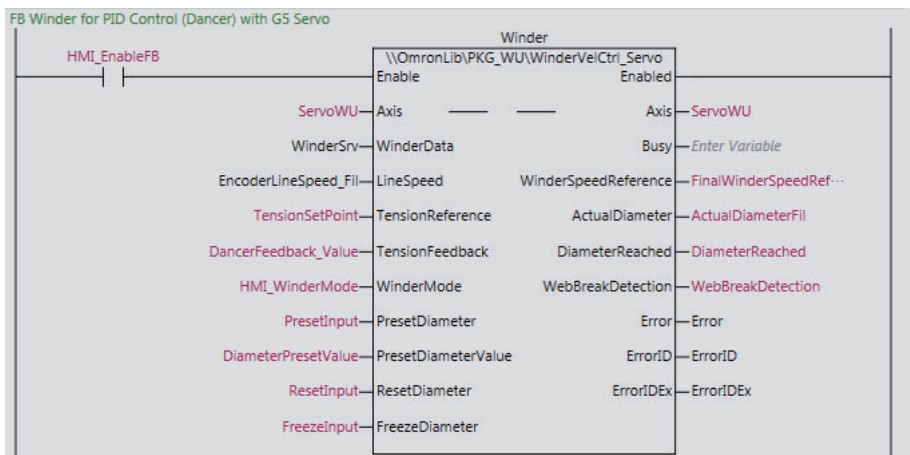 FB Winder for PID Control (Dancer) with G5 Servo
Winder
HMI_EnableFB
\\OmronLib\PKG_WU\WinderVelCtrl_Servo
Enable Enabled
ServoWU Axis Axis ServoWU
WinderSrv WinderData Busy Enter Variable
EncoderLineSpeed_Fil LineSpeed WinderSpeedReference FinalWinderSpeedRef···
TensionSetPoint TensionReference ActualDiameter ActualDiameterFil
DancerFeedback_Value TensionFeedback DiameterReached DiameterReached
HMI_WinderMode WinderMode WebBreakDetection WebBreakDetection
PresetInput PresetDiameter Error Error
DiameterPresetValue PresetDiameterValue ErrorID ErrorID
ResetInput ResetDiameter ErrorIDEx ErrorIDEx
FreezeInput FreezeDiameter